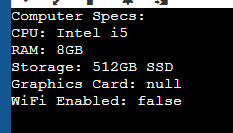 Computer Specs:
CPU: Intel i5
RAM: 8GB
Storage: 512GB SSD
Graphics Card: null
WiFi Enabled: false